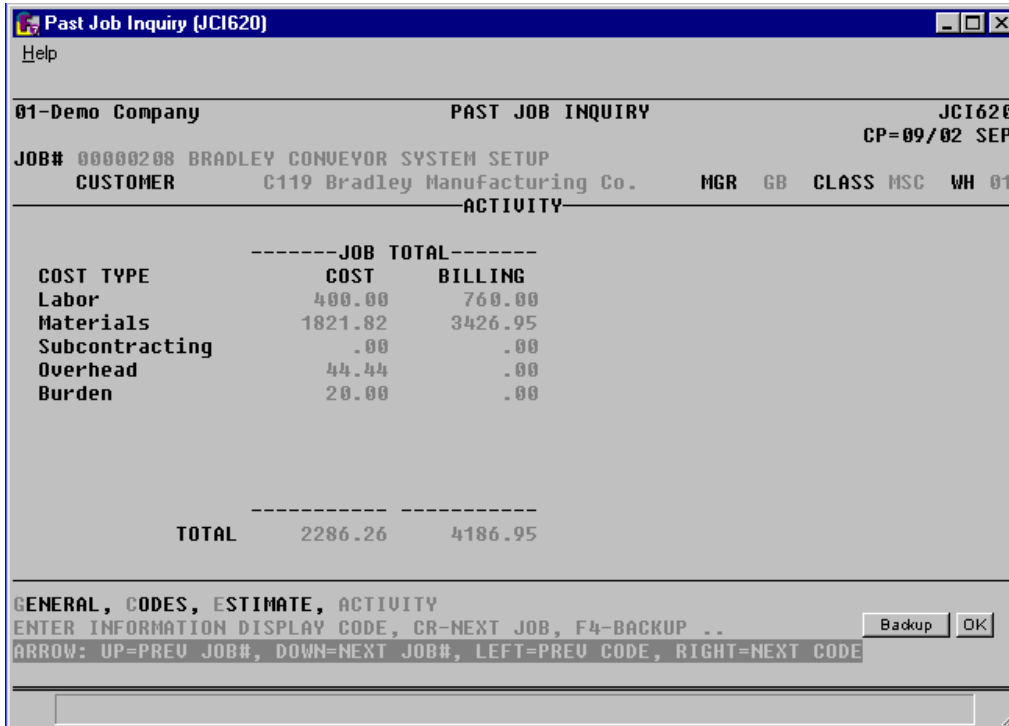 Past Job Inquiry (JCI620)
Help
01-Demo Company PAST JOB INQUIRY JCI620
CP=09/02 SEP
JOB# 00000208 BRADLEY CONVEYOR SYSTEM SETUP
CUSTOMER C119 Bradley Manufacturing Co. MGR GB CLASS MSC WH 01
ACTIVITY
-------JOB TOTAL-------
COST TYPE COST BILLING
Labor 400.00 760.00
Materials 1821.82 3426.95
Subcontracting .00 .00
Overhead 44.44 .00
Burden 20.00 .00
----------- -----------
TOTAL 2286.26 4186.95
GENERAL, CODES, ESTIMATE, ACTIVITY
ENTER INFORMATION DISPLAY CODE, CR-NEXT JOB, F4-BACKUP ..
Backup OK
ARROW: UP=PREV JOB#, DOWN=NEXT JOB#, LEFT=PREV CODE, RIGHT=NEXT CODE